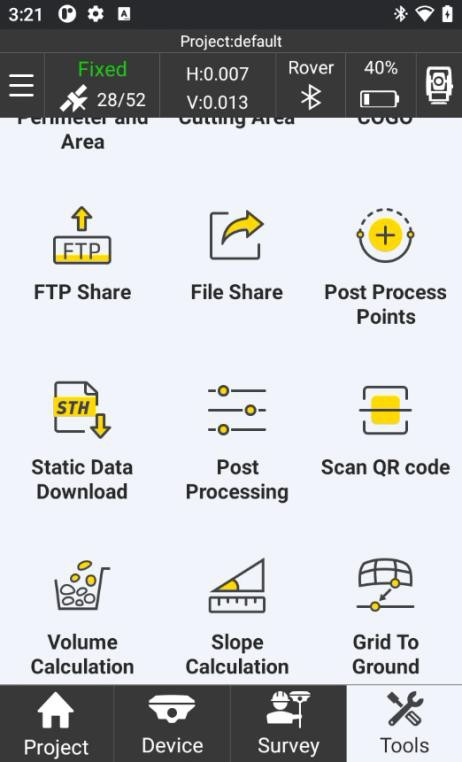 3:21
Project:default
Fixed
28/52
H:0.007
V:0.013
Rover
40%
Perimeter and Area
Cutting Area
COGO
FTP
FTP Share
File Share
Post Process
Points
STH
Static Data
Download
Post
Processing
Scan QR code
Volume
Calculation
Slope
Calculation
Grid To
Ground
Project
Device
Survey
Tools